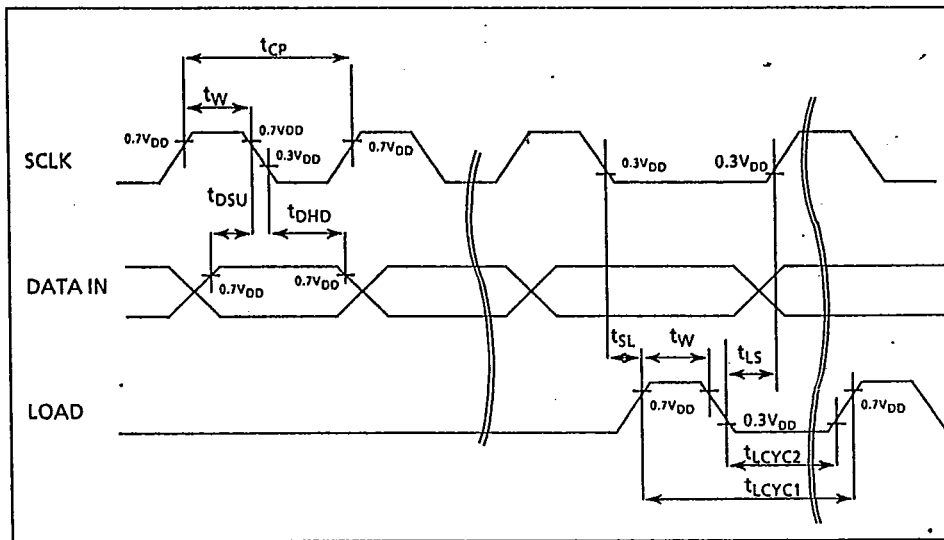 tCP
tW
0.7VDD
0.7VDD
0.3VDD
0.7VDD
0.3VDD
0.3VDD
SCLK
tDSU
tDHD
DATA IN
0.7VDD
0.7VDD
tSL
tW
tLS
LOAD
0.7VDD
0.3VDD
0.7VDD
tLCYC2
tLCYC1